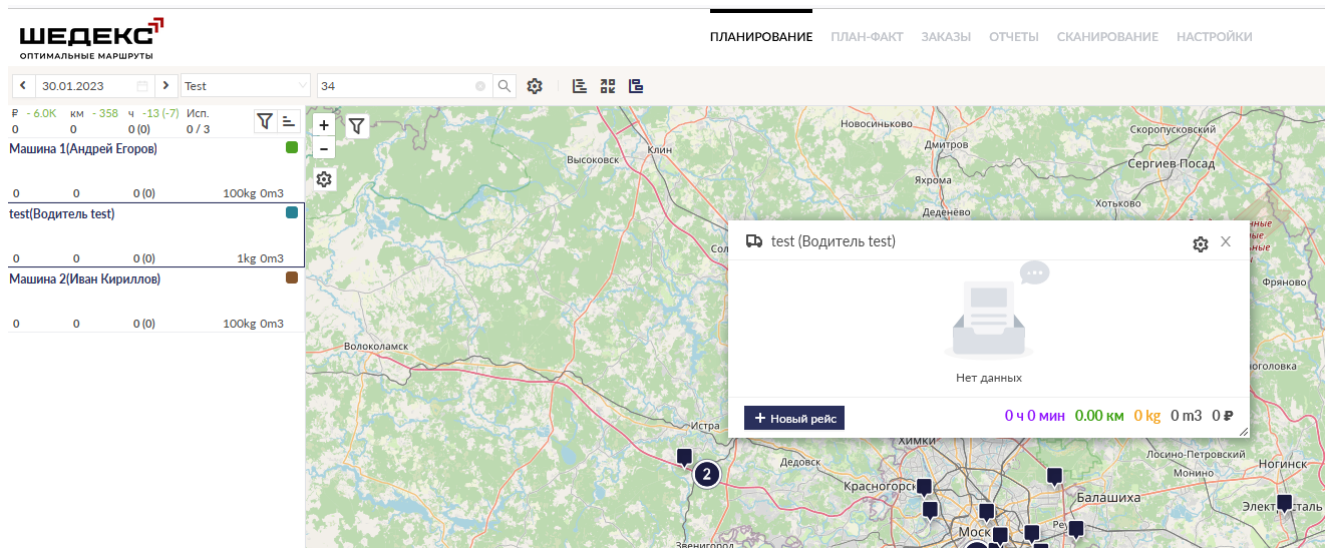 ШЕДЕКС
ОПТИМАЛЬНЫЕ МАРШРУТЫ
ПЛАНИРОВАНИЕ ПЛАН-ФАКТ ЗАКАЗЫ ОТЧЕТЫ СКАНИРОВАНИЕ НАСТРОЙКИ
30.01.2023 Test 34
₽ - 6.0K км - 358 ч -13 (-7) Исп.
0 0 0 (0) 0 / 3
Машина 1(Андрей Егоров)
0 0 0 (0) 100kg 0m3
test(Водитель test)
0 0 0 (0) 1kg 0m3
Машина 2(Иван Кириллов)
0 0 0 (0) 100kg 0m3
+
-
Новосиньково
Скоропусковский
Дмитров
Клин
Высоковск
Сергиев Посад
Яхрома
Хотьково
Деденёво
test (Водитель test)
Фряново
Волоколамск
Нет данных
+ Новый рейс 0 ч 0 мин 0.00 км 0 kg 0 m3 0 ₽
Истра
Химки
Дедовск
Лосино-Петровский
Монино
Ногинск
2
Красногорск
Балашиха
Моск
Звенигород